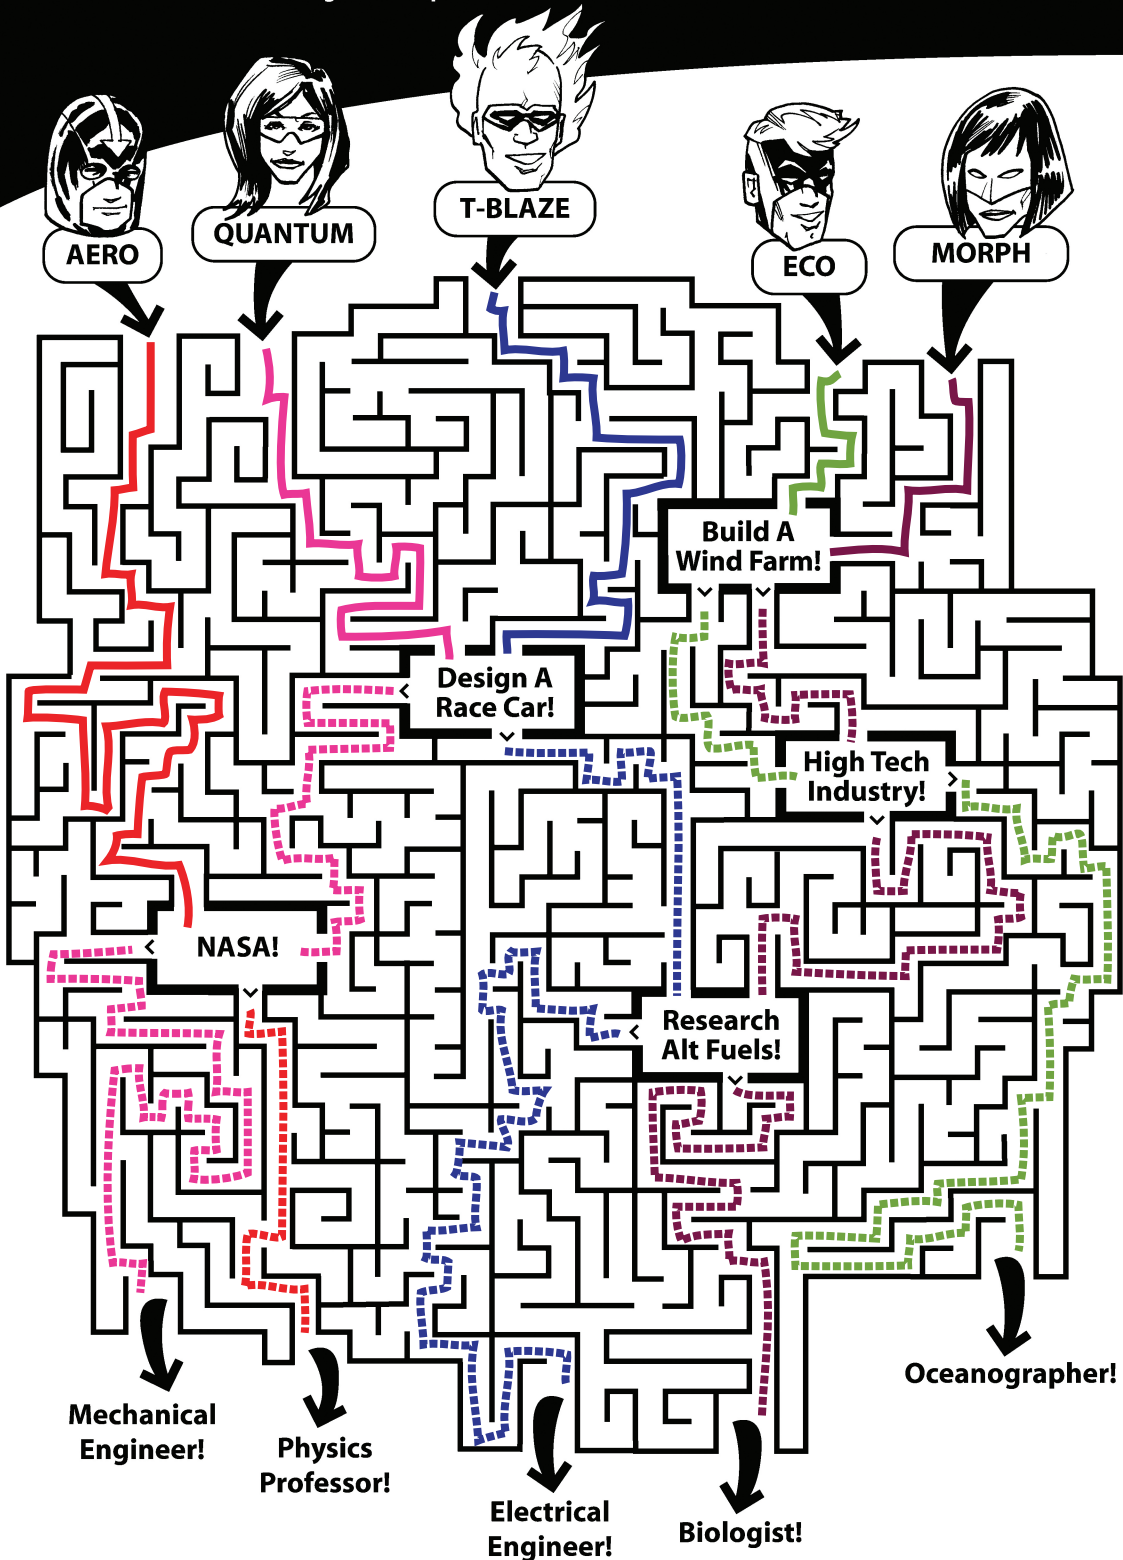 T-BLAZE
QUANTUM
AERO
ECO
MORPH
Build A
Wind Farm!
Design A
Race Car!
High Tech
Industry!
NASA!
Research
Alt Fuels!
Oceanographer!
Mechanical
Engineer!
Physics
Professor!
Electrical
Engineer!
Biologist!